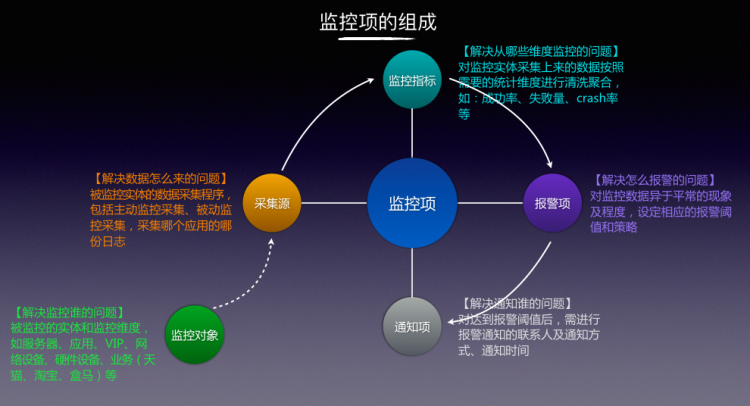 监控项的组成
监控指标
【解决从哪些维度监控的问题】
对监控实体采集上来的数据按照
需要的统计维度进行清洗聚合，
如：成功率、失败量、crash率
等
【解决数据怎么来的问题】
被监控实体的数据采集程序，
包括主动监控采集、被动监
控采集，采集哪个应用的哪
份日志
采集源
监控项
报警项
【解决怎么报警的问题】
对监控数据异于平常的现象
及程度，设定相应的报警阈
值和策略
【解决监控谁的问题】
被监控的实体和监控维度，
如服务器、应用、VIP、网
络设备、硬件设备、业务（天
猫、淘宝、盒马）等
监控对象
通知项
【解决通知谁的问题】
对达到报警阈值后，需进行
报警通知的联系人及通知方
式、通知时间